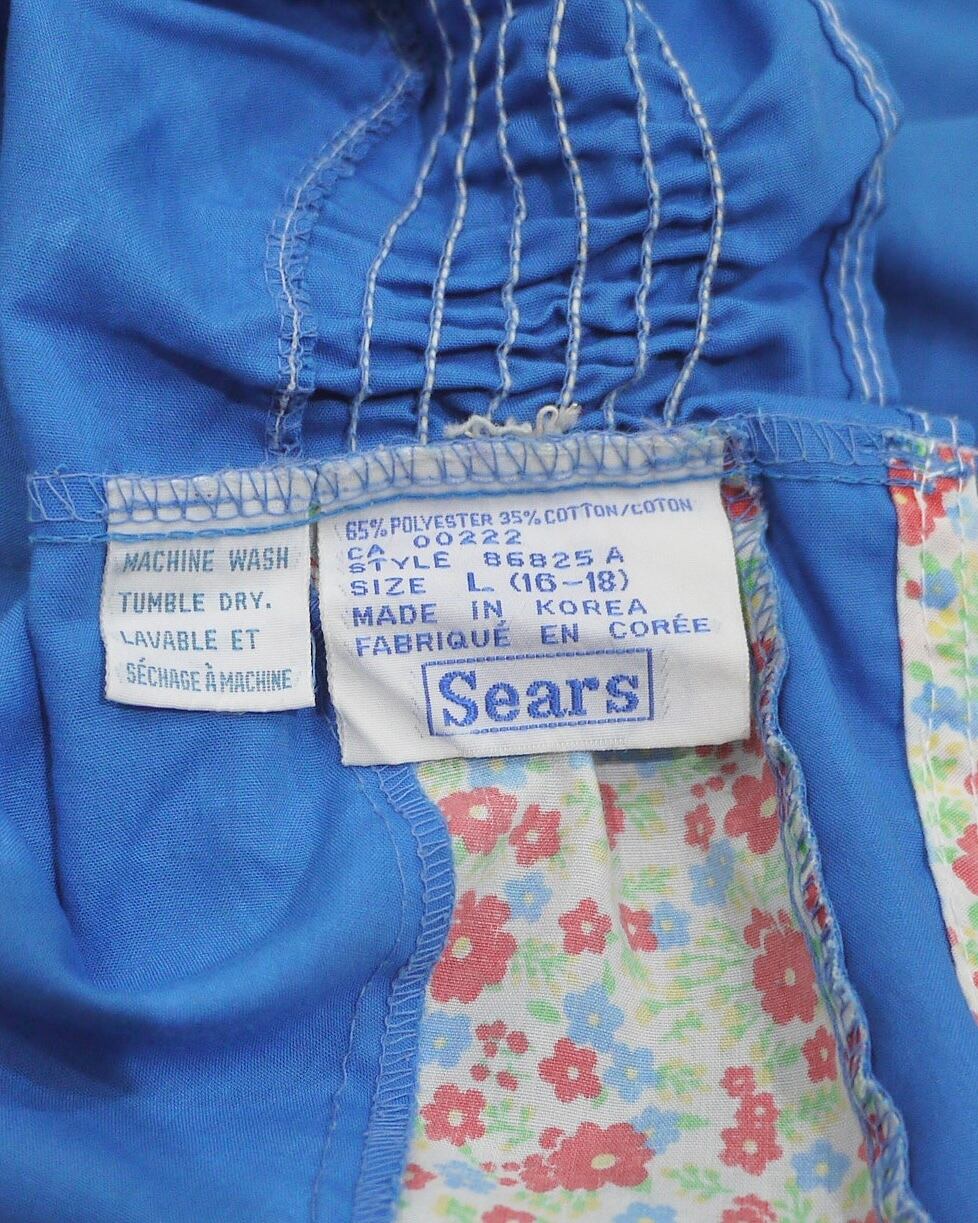 MACHINE WASH
TUMBLE DRY.
LAVABLE ET
SÉCHAGE À MACHINE
65% POLYESTER 35% COTTON/COTON
CA 00222
STYLE 86825 A
SIZE L (16-18)
MADE IN KOREA
FABRIQUÉ EN CORÉE
Sears